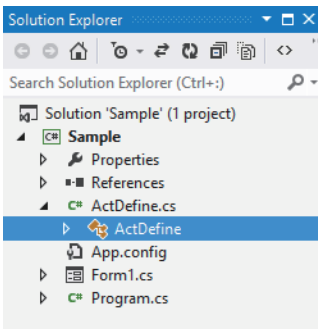 Solution Explorer
Search Solution Explorer (Ctrl+:)
Solution 'Sample' (1 project)
C# Sample
Properties
References
C# ActDefine.cs
ActDefine
App.config
Form1.cs
C# Program.cs